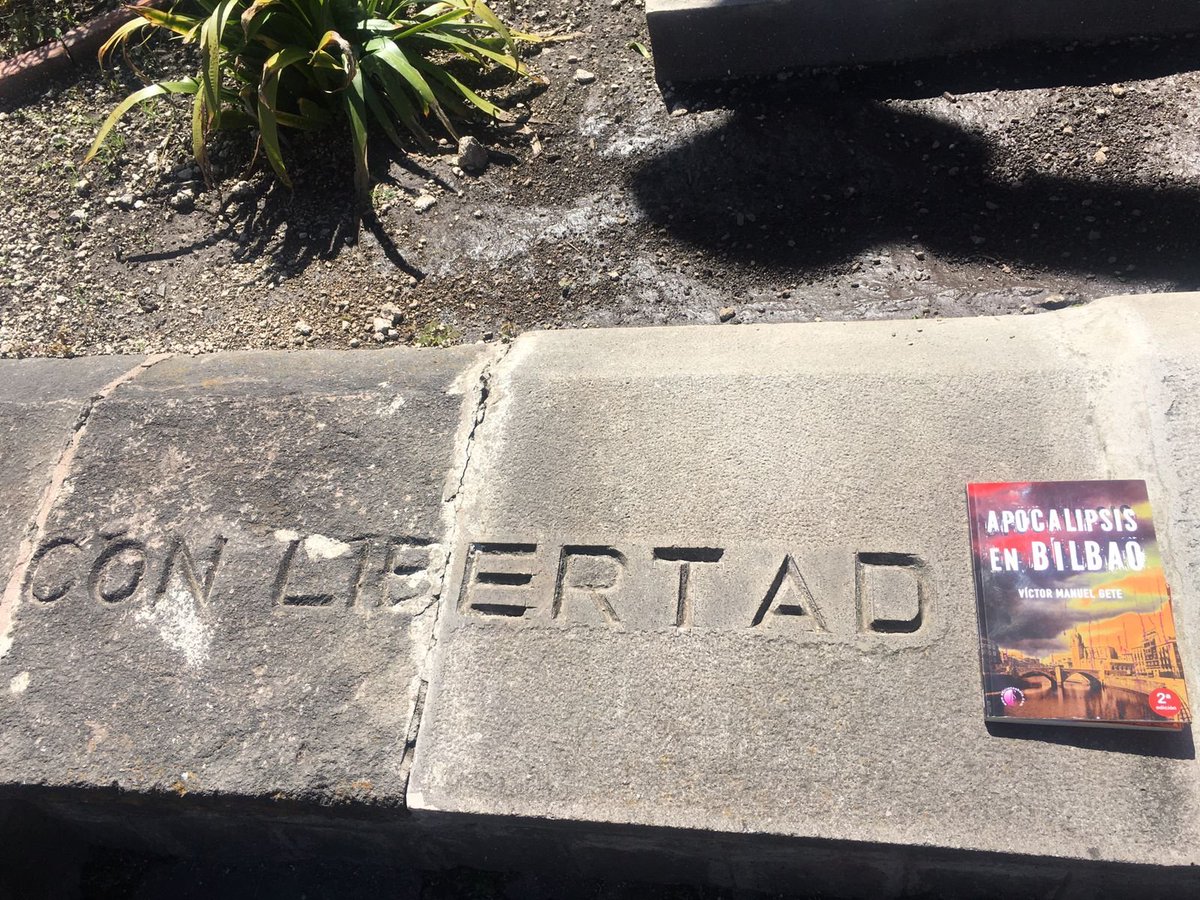 CON LIBERTAD
APOCALIPSIS
EN BILBAO
VÍCTOR MANUEL BETE
2ª
edición